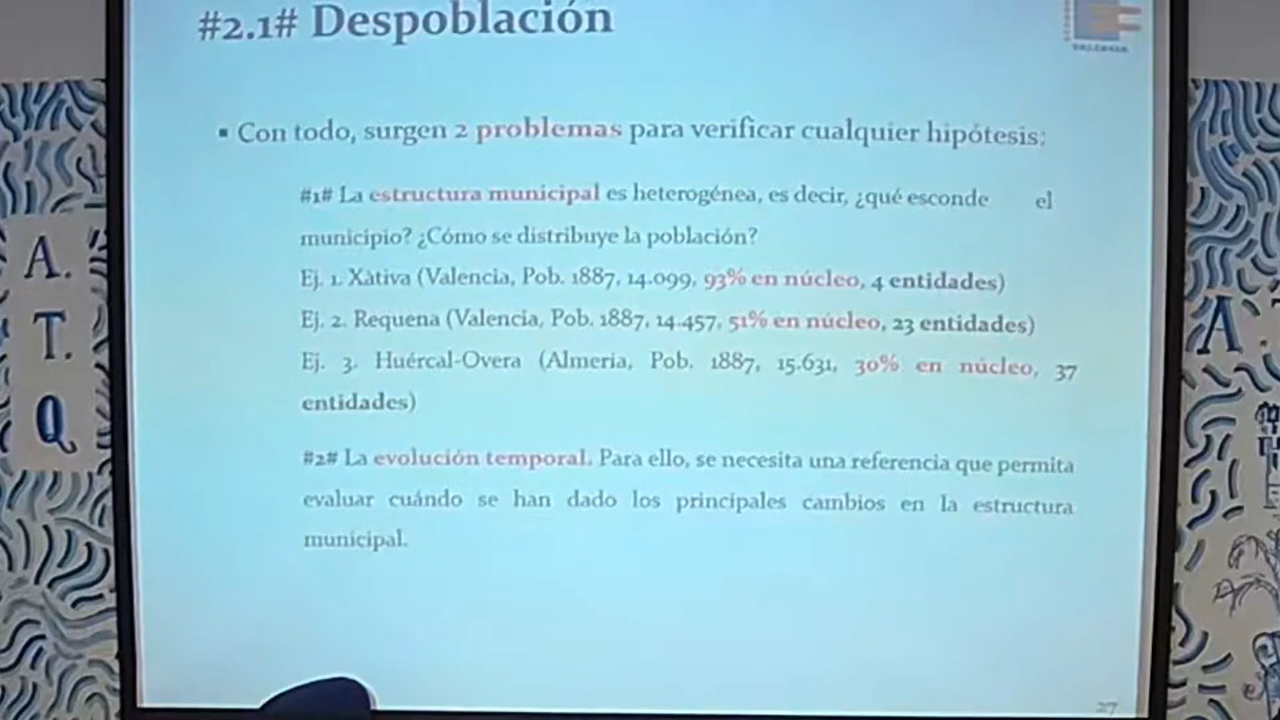 #2.1# Despoblación
VALENCIA
▪ Con todo, surgen 2 problemas para verificar cualquier hipótesis:
#1# La estructura municipal es heterogénea, es decir, ¿qué esconde el
municipio? ¿Cómo se distribuye la población?
Ej. 1. Xàtiva (Valencia, Pob. 1887, 14.099, 93% en núcleo, 4 entidades)
Ej. 2. Requena (Valencia, Pob. 1887, 14.457, 51% en núcleo, 23 entidades)
Ej. 3. Huércal-Overa (Almeria, Pob. 1887, 15.631, 30% en núcleo, 37
entidades)
#2# La evolución temporal. Para ello, se necesita una referencia que permita
evaluar cuándo se han dado los principales cambios en la estructura
municipal.
27
A.
T.
Q
A.